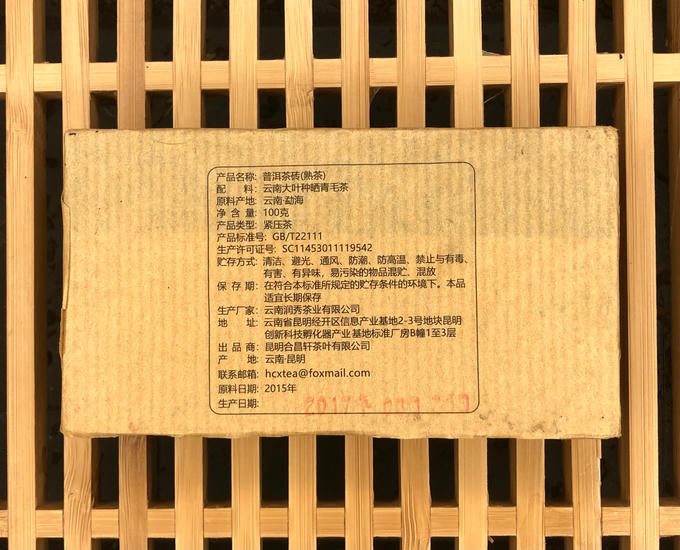 产品名称: 普洱茶砖(熟茶)
配 料: 云南大叶种晒青毛茶
原料产地: 云南·勐海
净 含 量: 100克
产品类型: 紧压茶
产品标准号: GB/T22111
生产许可证号: SC11453011119542
贮存方式: 清洁、避光、通风、防潮、防高温、禁止与有毒、
有害、有异味，易污染的物品混贮、混放
保 存 期: 在符合本标准所规定的贮存条件的环境下。本品
适宜长期保存
生产厂家: 云南润秀茶业有限公司
地 址: 云南省昆明经开区信息产业基地2-3号地块昆明
创新科技孵化器产业基地标准厂房B幢1至3层
出 品 商: 昆明合昌轩茶叶有限公司
产 地: 云南·昆明
联系邮箱: hcxtea@foxmail.com
原料日期: 2015年
生产日期: 2017年